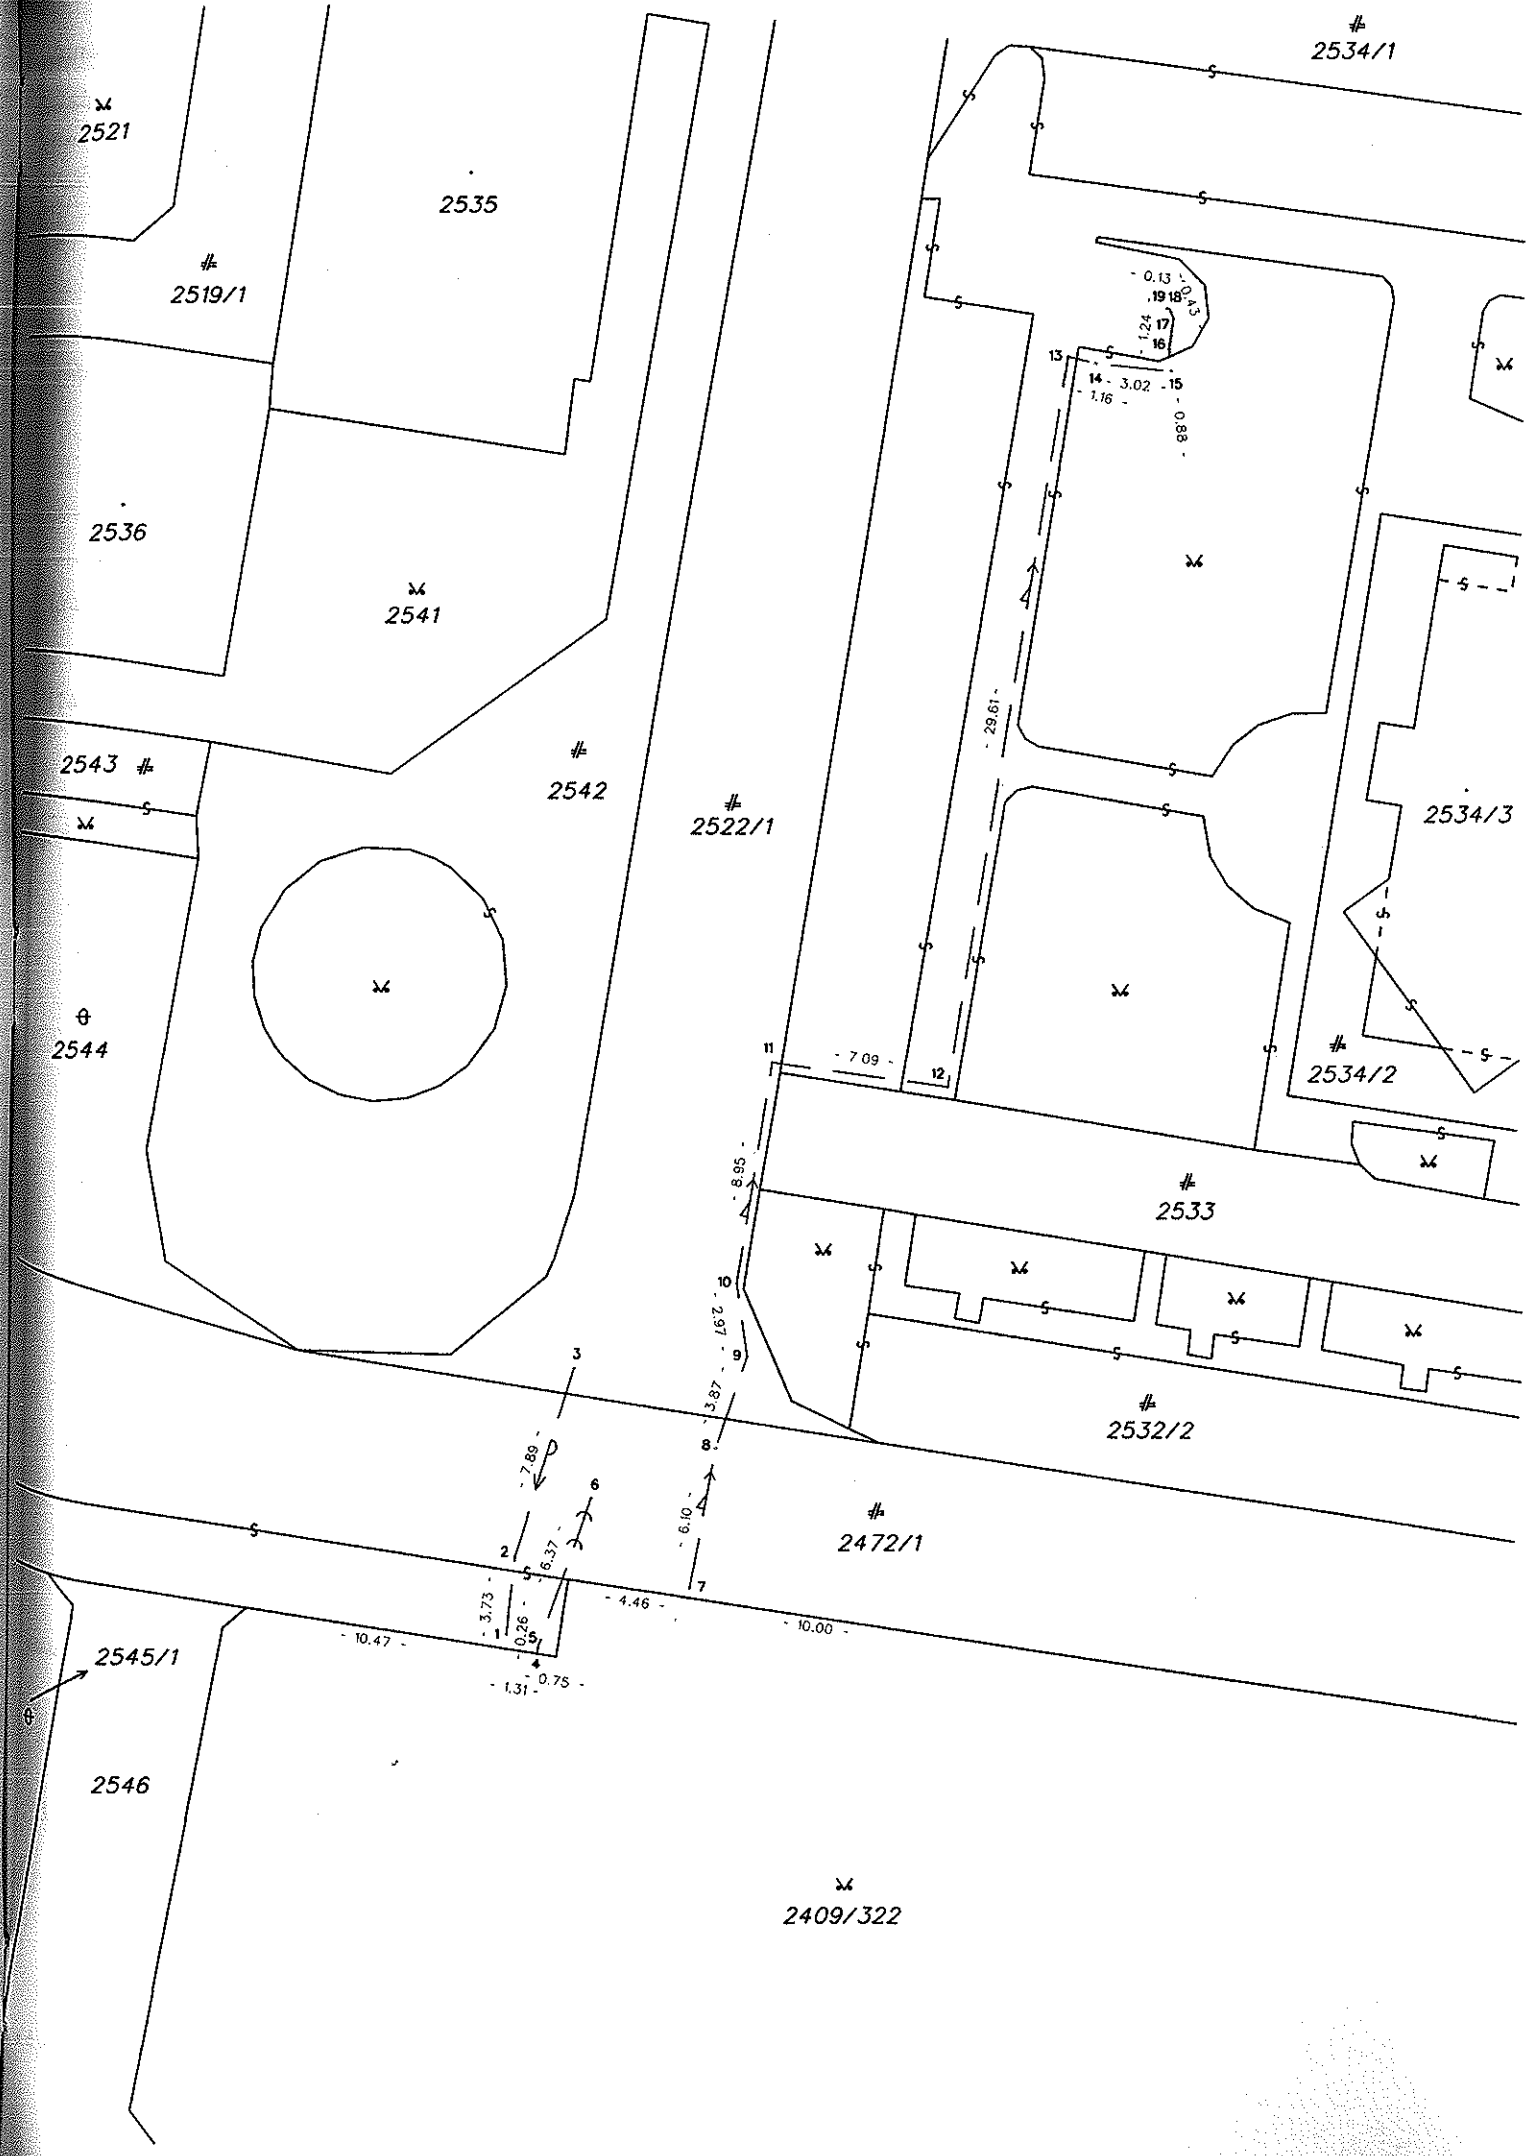 2534/1
2521
2535
2519/1
- 0.13 -
- 0.43 -
19 18
17
16
- 1.24 -
13
14 - 3.02 - 15
- 1.16 -
- 0.88 -
2536
2541
- 29.61 -
2543
2542
2522/1
2534/3
2544
11
- 7.09 -
12
2534/2
- 8.95 -
2533
10
- 2.97 -
9
3
- 3.87 -
2532/2
8
- 7.89 -
6
- 6.10 -
2472/1
2
- 6.37 -
7
- 3.73 -
- 4.46 -
- 10.00 -
1
- 0.26 -
5
- 10.47 -
4
2545/1
- 0.75 -
- 1.31 -
2546
2409/322